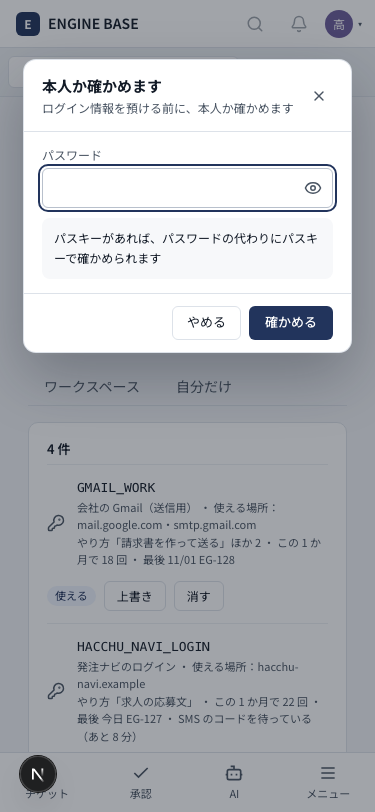 E ENGINE BASE 高
本人か確かめます
ログイン情報を預ける前に、本人か確かめます
パスワード
パスキーがあれば、パスワードの代わりにパスキ
ーで確かめられます
やめる 確かめる
ワークスペース 自分だけ
4 件
GMAIL_WORK
会社の Gmail（送信用） ・ 使える場所：
mail.google.com・smtp.gmail.com
やり方「請求書を作って送る」ほか 2 ・ この 1 か
月で 18 回 ・ 最後 11/01 EG-128
使える 上書き 消す
HACCHU_NAVI_LOGIN
発注ナビのログイン ・ 使える場所：hacchu-
navi.example
やり方「求人の応募文」 ・ この 1 か月で 22 回 ・
最後 今日 EG-127 ・ SMS のコードを待っている
（あと 8 分）
N
ケット 承認 AI メニュー